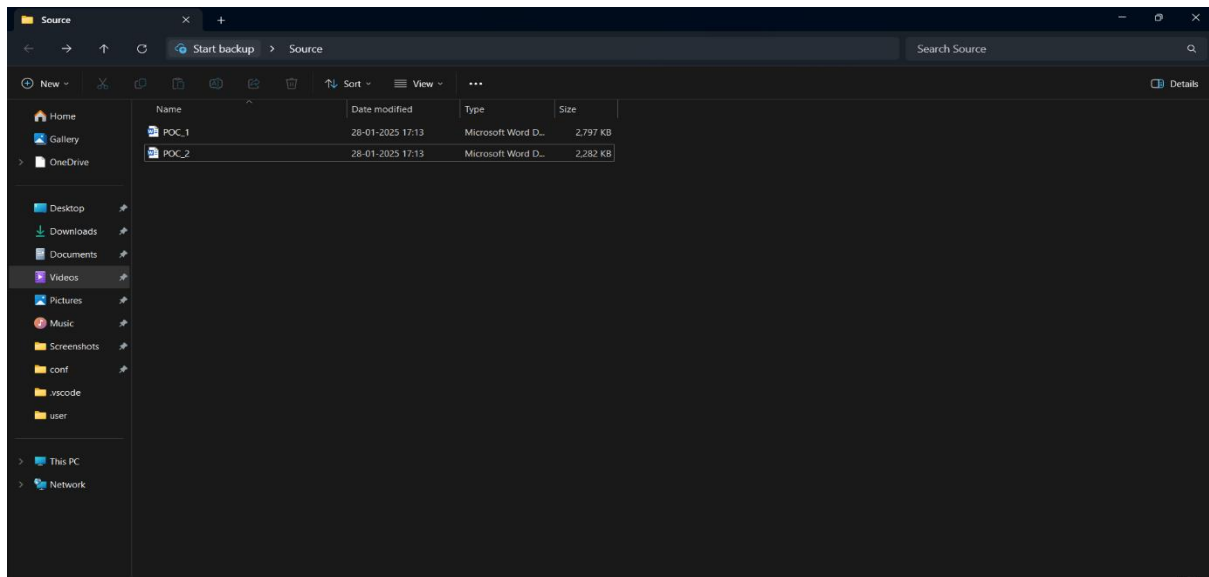 Source
Start backup > Source
Search Source
New
Sort
View
Details
Name Date modified Type Size
POC_1 28-01-2025 17:13 Microsoft Word D... 2,797 KB
POC_2 28-01-2025 17:13 Microsoft Word D... 2,282 KB
Home
Gallery
OneDrive
Desktop
Downloads
Documents
Videos
Pictures
Music
Screenshots
conf
.vscode
user
This PC
Network